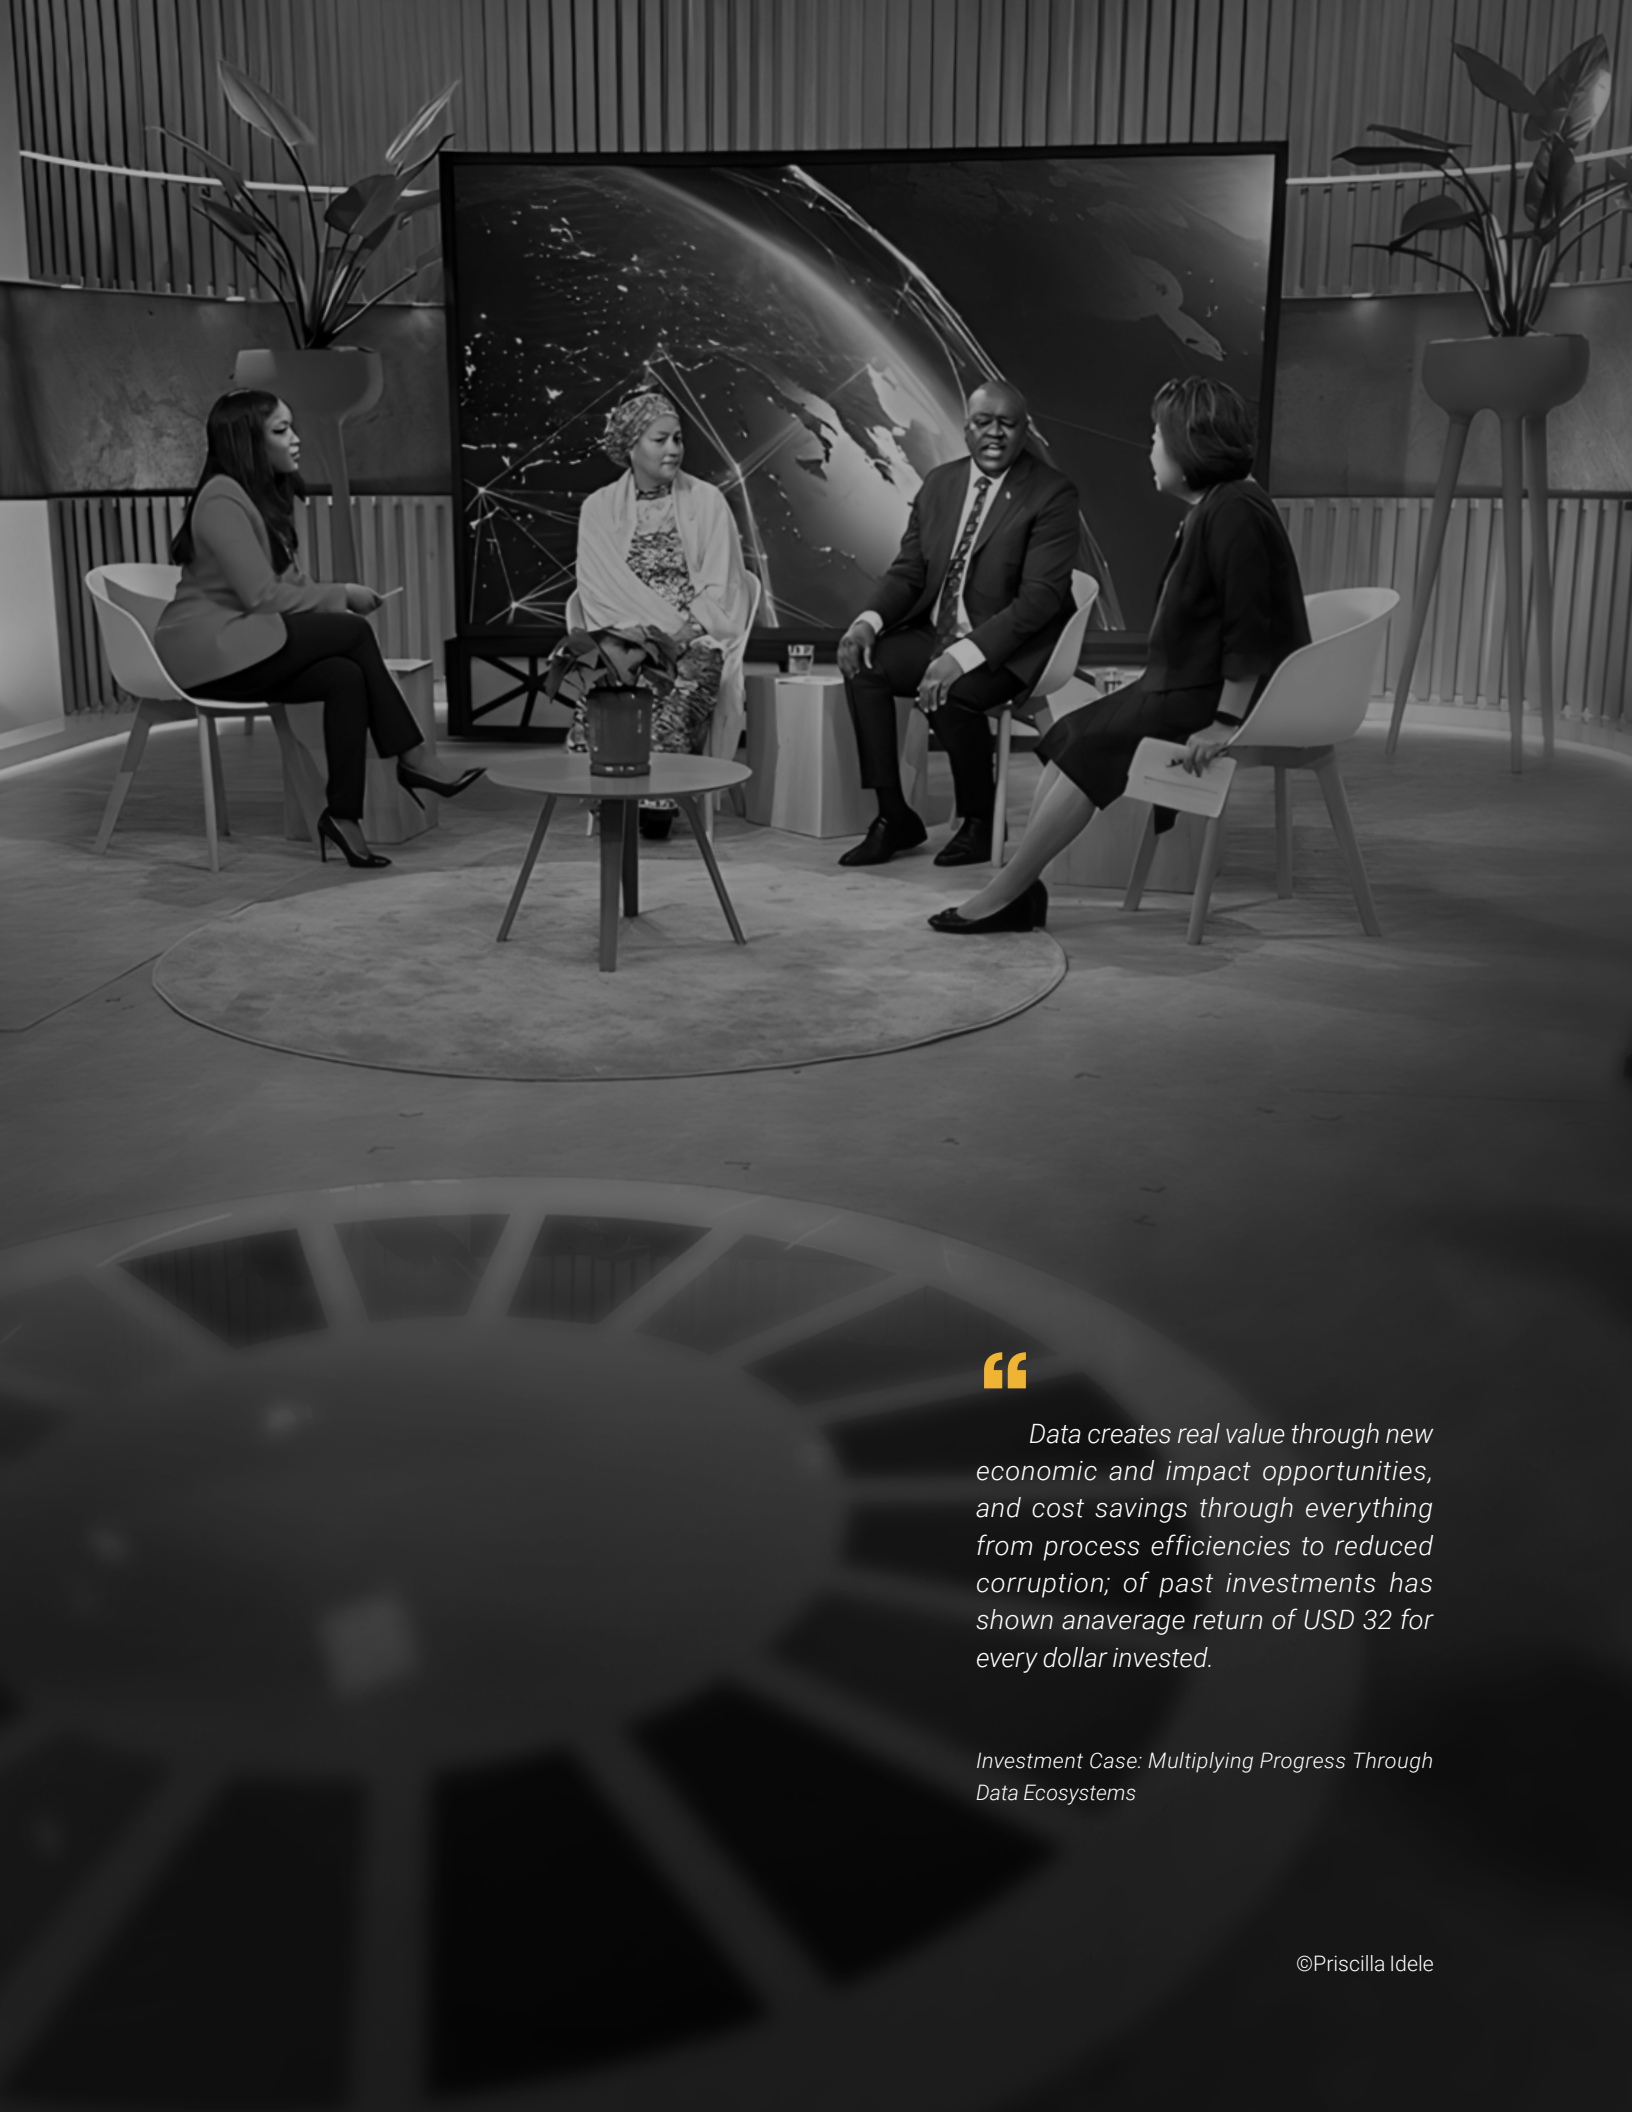 “
Data creates real value through new
economic and impact opportunities,
and cost savings through everything
from process efficiencies to reduced
corruption; of past investments has
shown anaverage return of USD 32 for
every dollar invested.
Investment Case: Multiplying Progress Through
Data Ecosystems
©Priscilla Idele